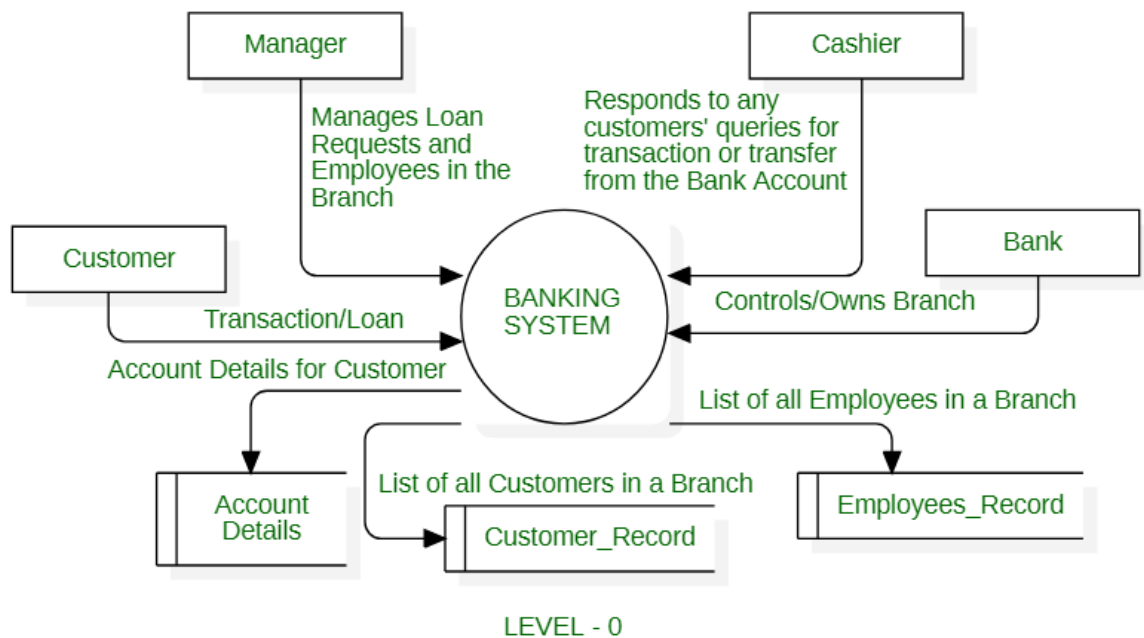 Manager
Cashier
Manages Loan
Requests and
Employees in the
Branch
Responds to any
customers' queries for
transaction or transfer
from the Bank Account
Customer
Bank
BANKING
SYSTEM
Transaction/Loan
Controls/Owns Branch
Account Details for Customer
List of all Employees in a Branch
List of all Customers in a Branch
Account
Details
Customer_Record
Employees_Record
LEVEL - 0